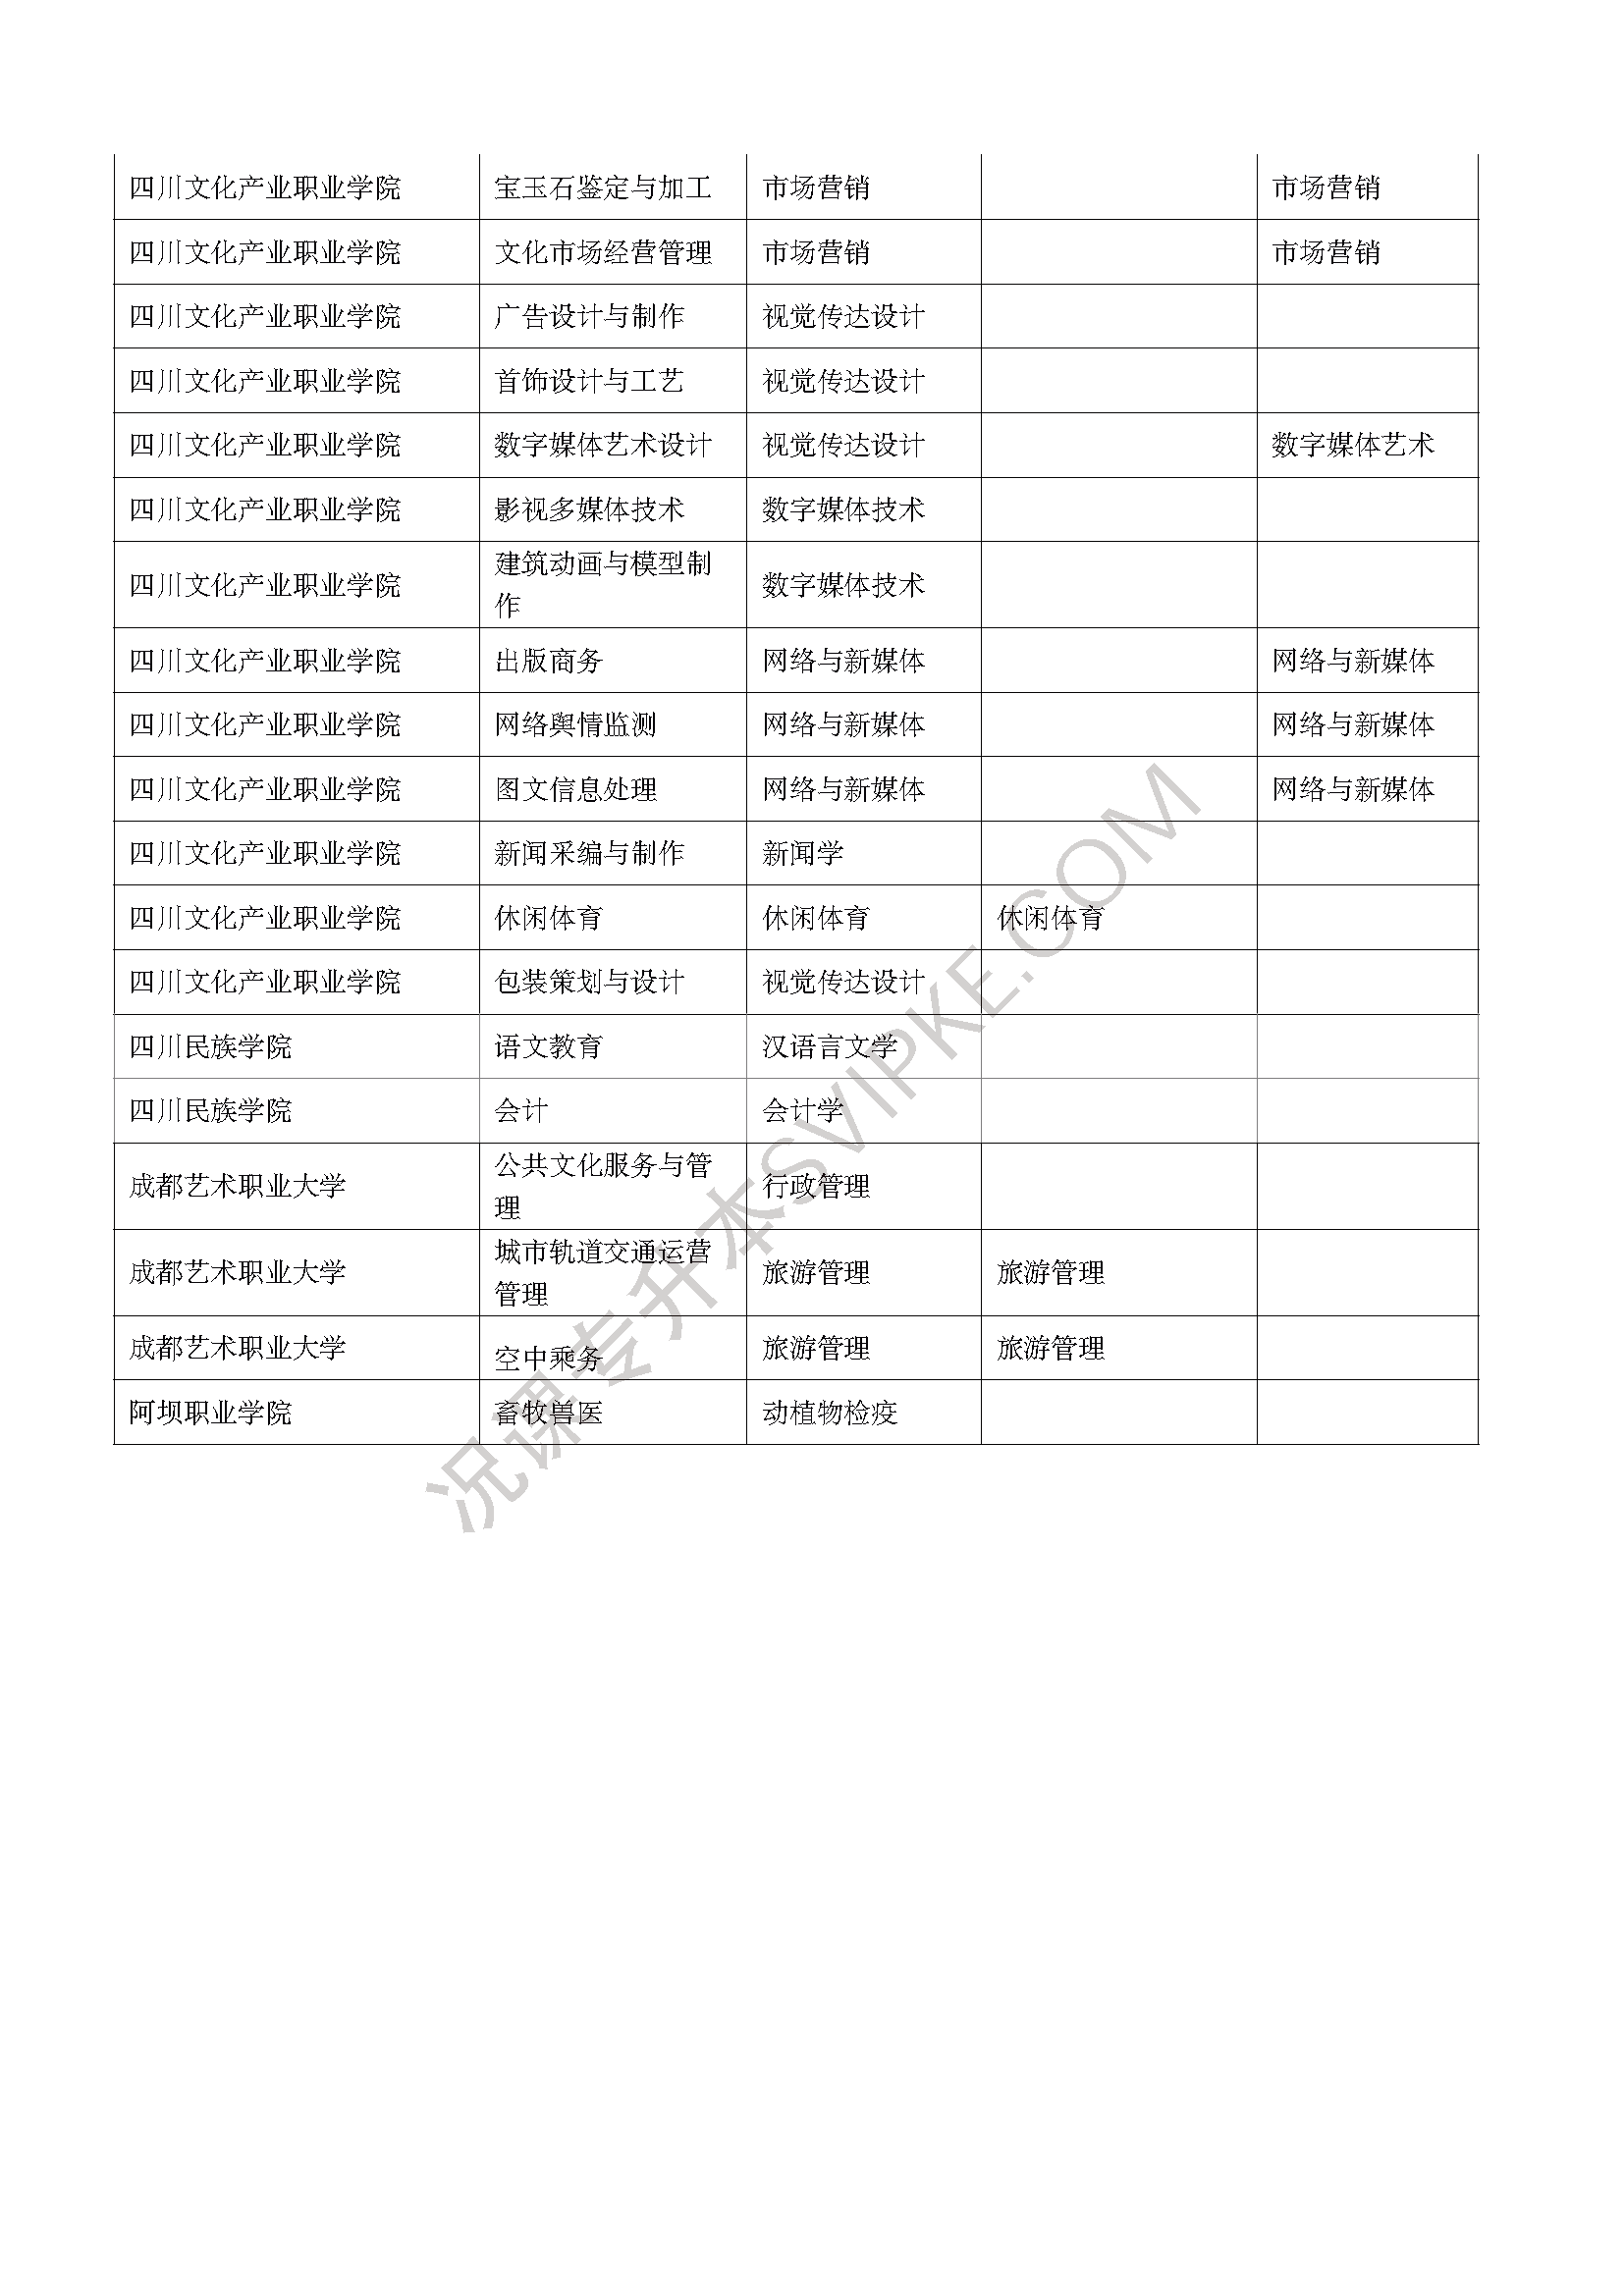 四川文化产业职业学院 宝玉石鉴定与加工 市场营销 市场营销
四川文化产业职业学院 文化市场经营管理 市场营销 市场营销
四川文化产业职业学院 广告设计与制作 视觉传达设计
四川文化产业职业学院 首饰设计与工艺 视觉传达设计
四川文化产业职业学院 数字媒体艺术设计 视觉传达设计 数字媒体艺术
四川文化产业职业学院 影视多媒体技术 数字媒体技术
四川文化产业职业学院 建筑动画与模型制
作 数字媒体技术
四川文化产业职业学院 出版商务 网络与新媒体 网络与新媒体
四川文化产业职业学院 网络舆情监测 网络与新媒体 网络与新媒体
四川文化产业职业学院 图文信息处理 网络与新媒体 网络与新媒体
四川文化产业职业学院 新闻采编与制作 新闻学
四川文化产业职业学院 休闲体育 休闲体育 休闲体育
四川文化产业职业学院 包装策划与设计 视觉传达设计
四川民族学院 语文教育 汉语言文学
四川民族学院 会计 会计学
成都艺术职业大学 公共文化服务与管
理 行政管理
成都艺术职业大学 城市轨道交通运营
管理 旅游管理 旅游管理
成都艺术职业大学 空中乘务 旅游管理 旅游管理
阿坝职业学院 畜牧兽医 动植物检疫
况课专升本SVIPKE.COM